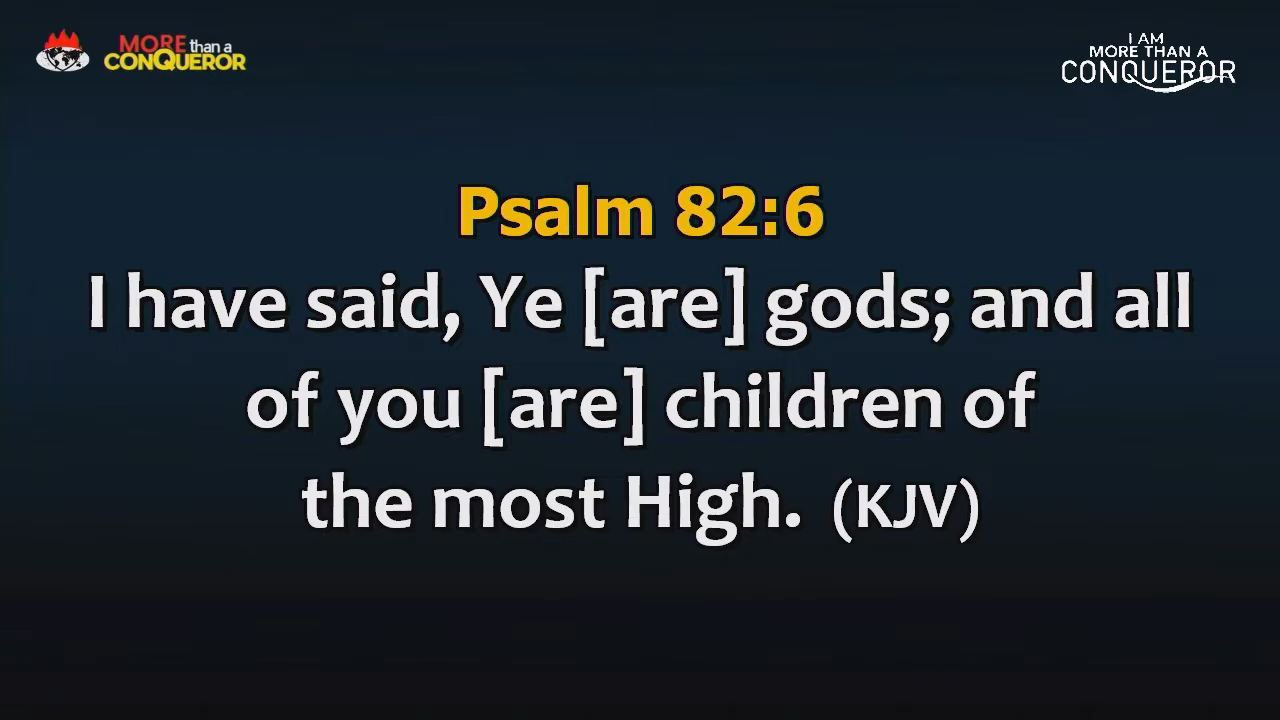 MORE than a
CONQUEROR
I AM
MORE THAN A
CONQUEROR
Psalm 82:6
I have said, Ye [are] gods; and all
of you [are] children of
the most High. (KJV)